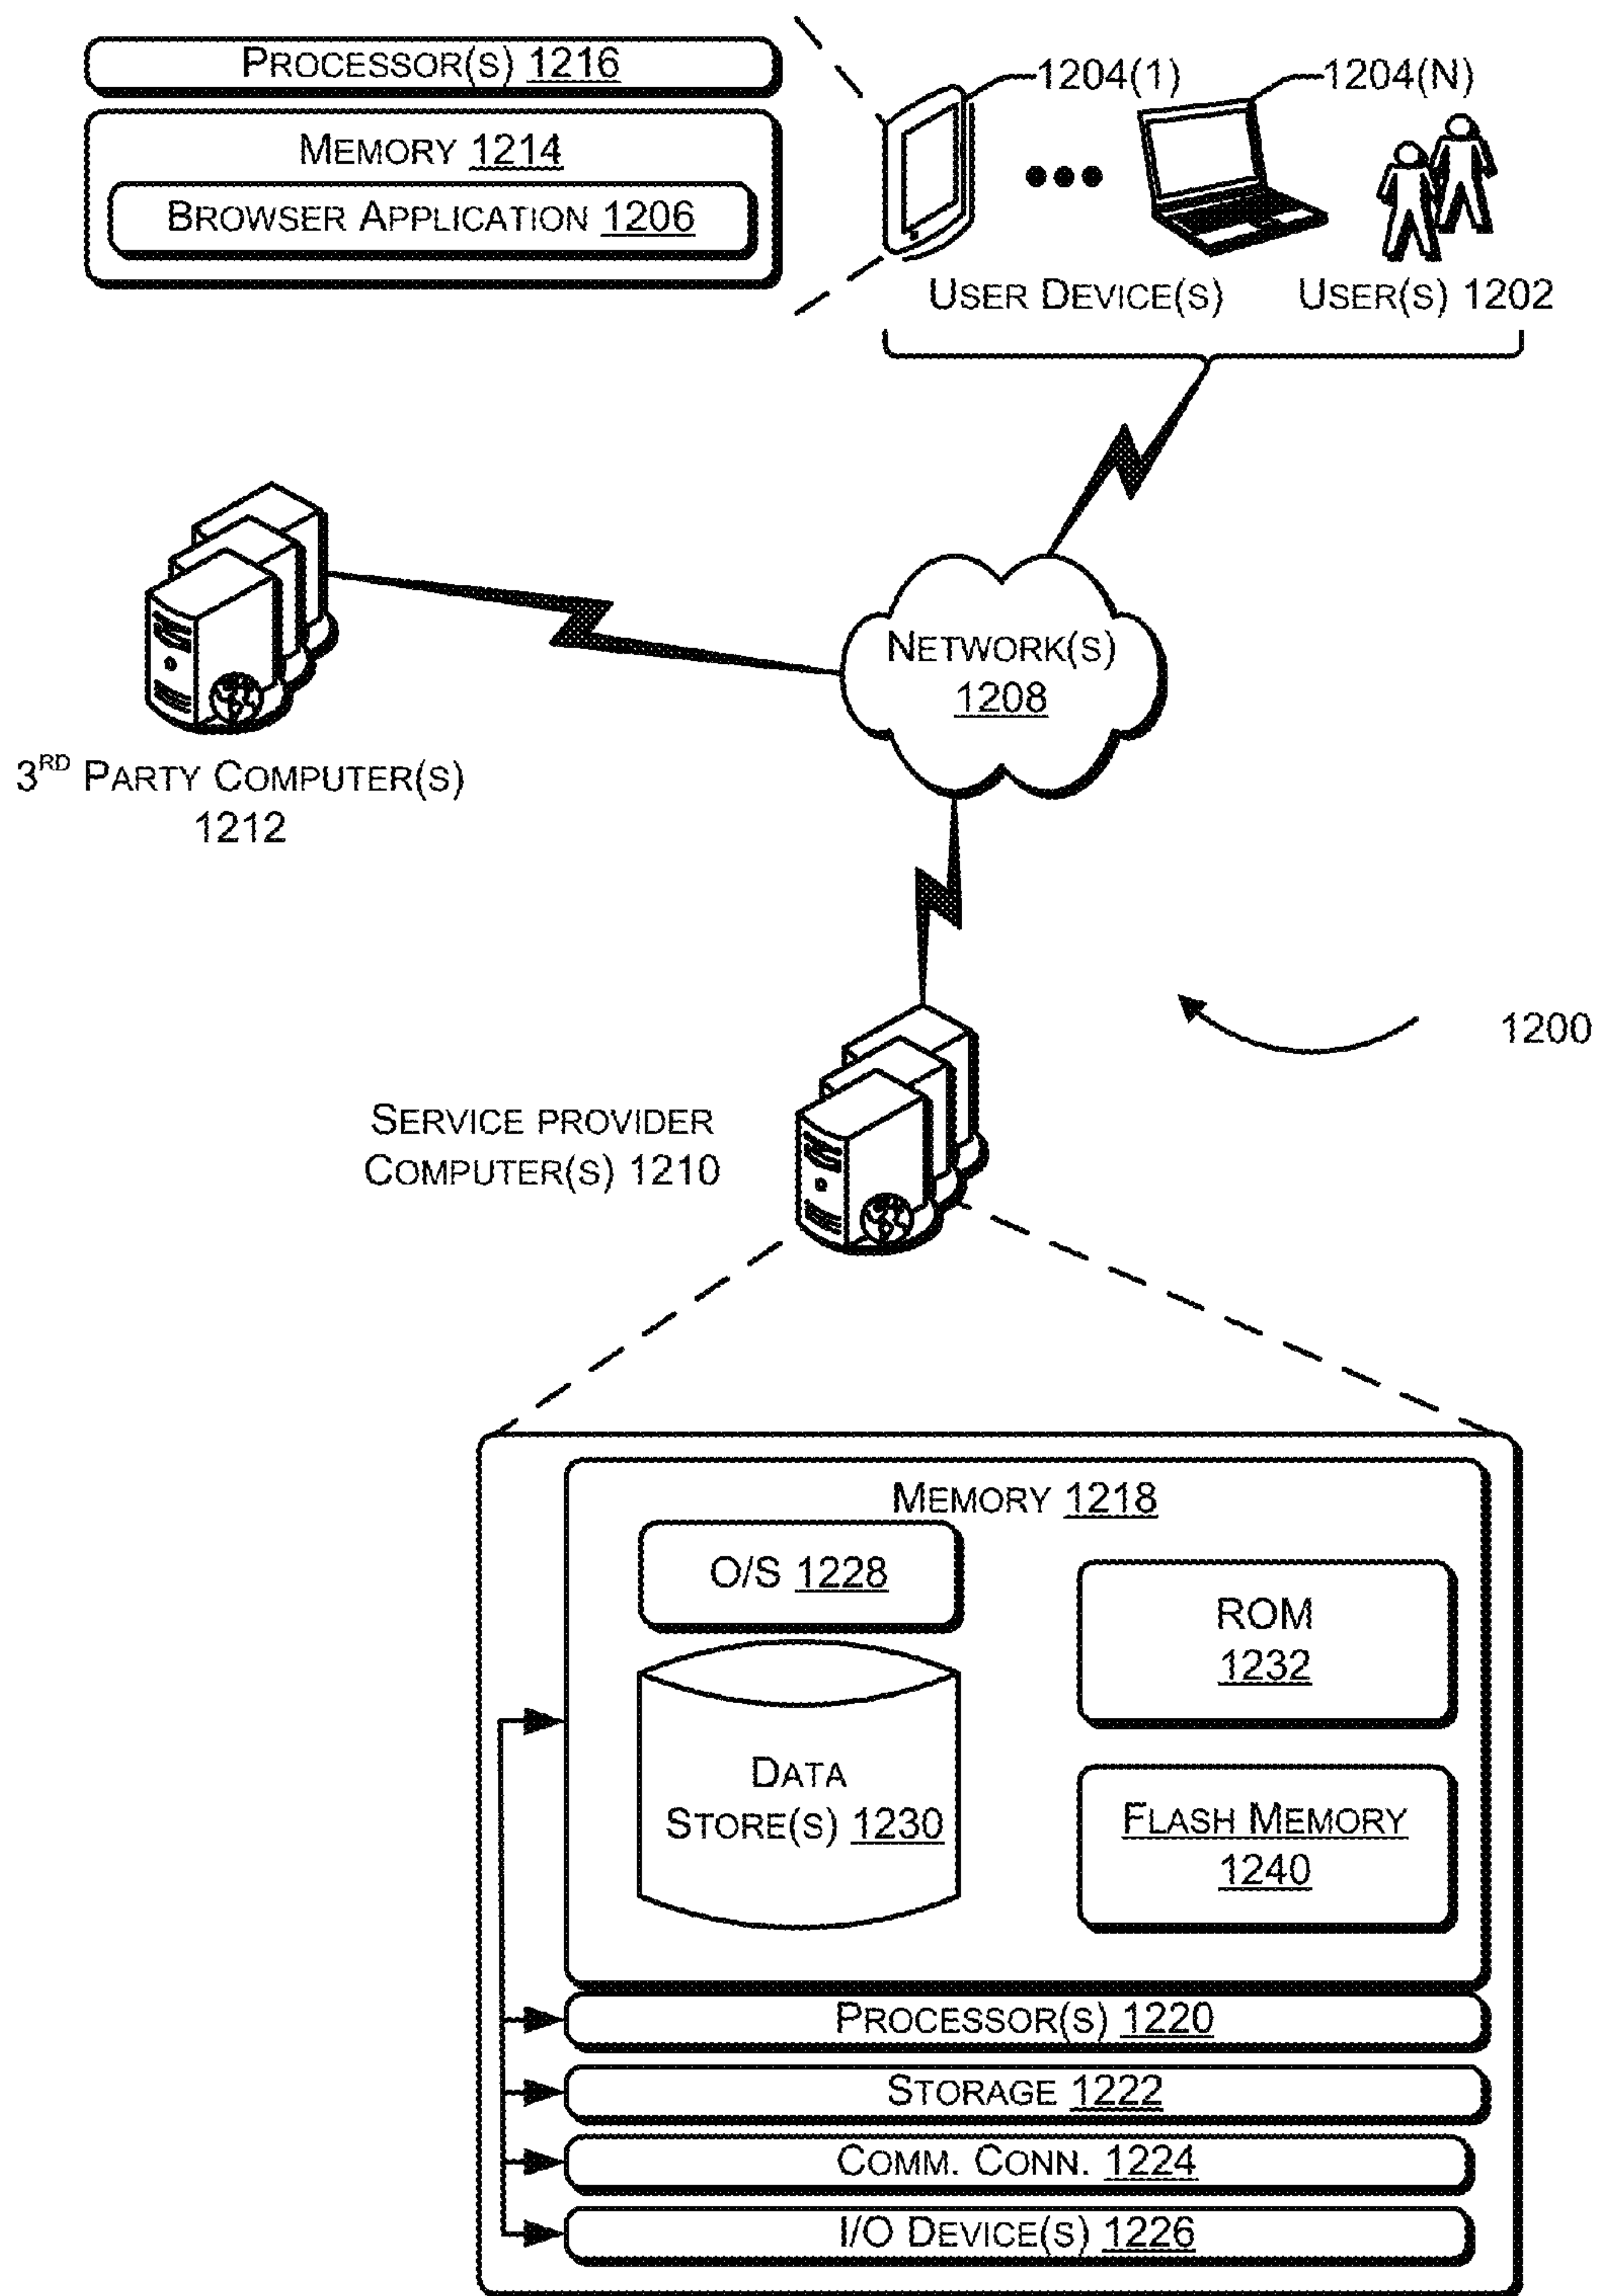 PROCESSOR(S) 1216
MEMORY 1214
BROWSER APPLICATION 1206
1204(1)
1204(N)
USER DEVICE(S)
USER(S) 1202
NETWORK(S)
1208
3RD PARTY COMPUTER(S)
1212
1200
SERVICE PROVIDER
COMPUTER(S) 1210
MEMORY 1218
O/S 1228
ROM
1232
DATA
STORE(S) 1230
FLASH MEMORY
1240
PROCESSOR(S) 1220
STORAGE 1222
COMM. CONN. 1224
I/O DEVICE(S) 1226